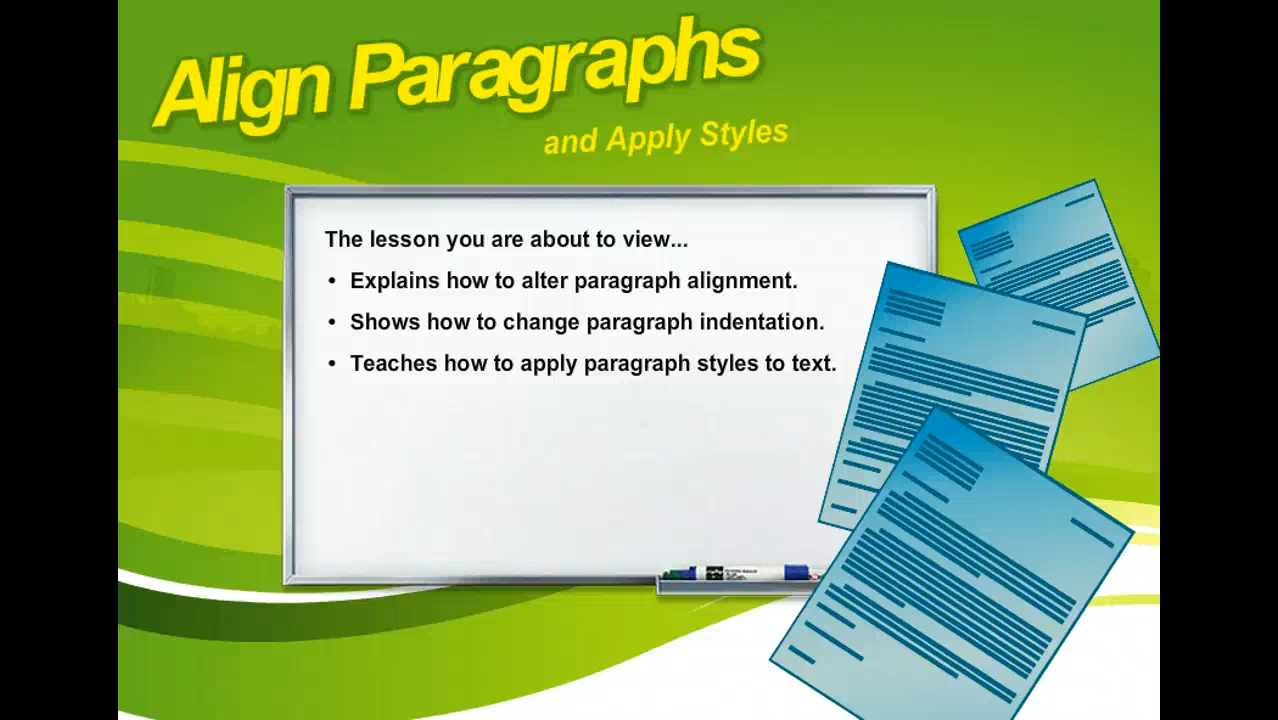 Align Paragraphs
and Apply Styles
The lesson you are about to view...
• Explains how to alter paragraph alignment.
• Shows how to change paragraph indentation.
• Teaches how to apply paragraph styles to text.